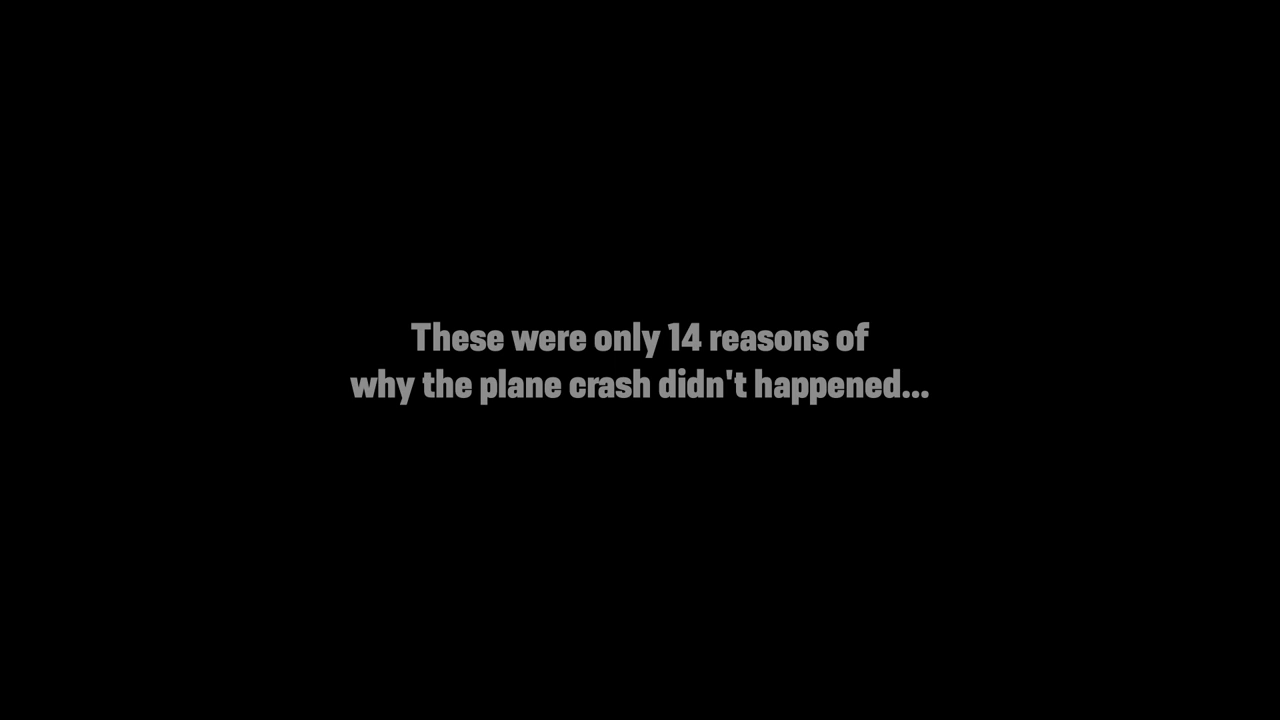 These were only 14 reasons of
why the plane crash didn't happened...